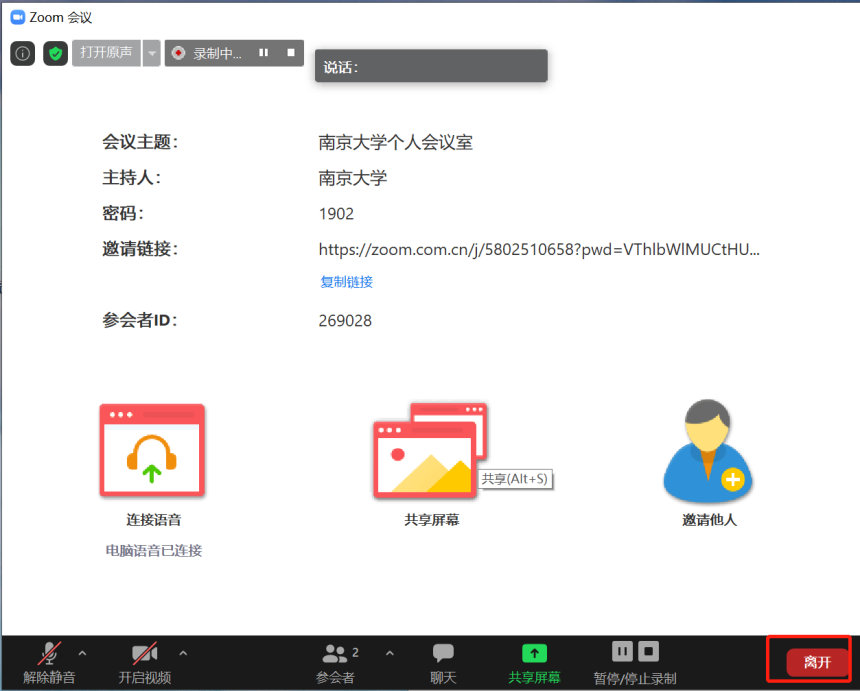 Zoom 会议
打开原声
录制中...
说话：
会议主题： 南京大学个人会议室
主持人： 南京大学
密码： 1902
邀请链接： https://zoom.com.cn/j/5802510658?pwd=VThlbWlMUCtHU...
复制链接
参会者ID： 269028
共享(Alt+S)
连接语音 共享屏幕 邀请他人
电脑语音已连接
2
解除静音 开启视频 参会者 聊天 共享屏幕 暂停/停止录制 离开